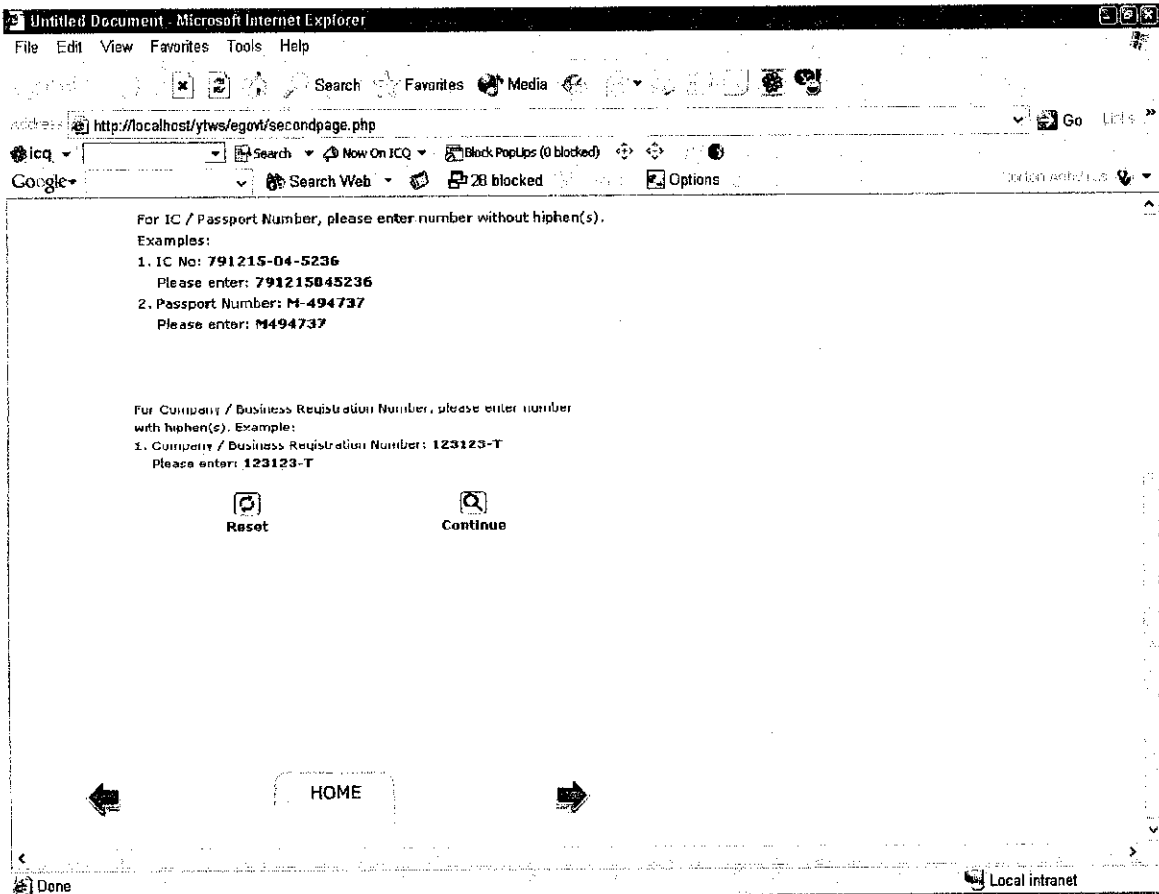 Untitled Document - Microsoft Internet Explorer
File Edit View Favorites Tools Help
Search Favorites Media
Address http://localhost/ytws/egovt/secondpage.php Go Links »
icq Search Now On ICQ Block PopUps (0 blocked)
Google Search Web 28 blocked Options Norton AntiVirus
For IC / Passport Number, please enter number without hiphen(s).
Examples:
1. IC No: 791215-04-5236
Please enter: 791215045236
2. Passport Number: M-494737
Please enter: M494737
For Company / Business Registration Number, please enter number
with hiphen(s). Example:
1. Company / Business Registration Number: 123123-T
Please enter: 123123-T
Reset Continue
HOME
Done Local intranet